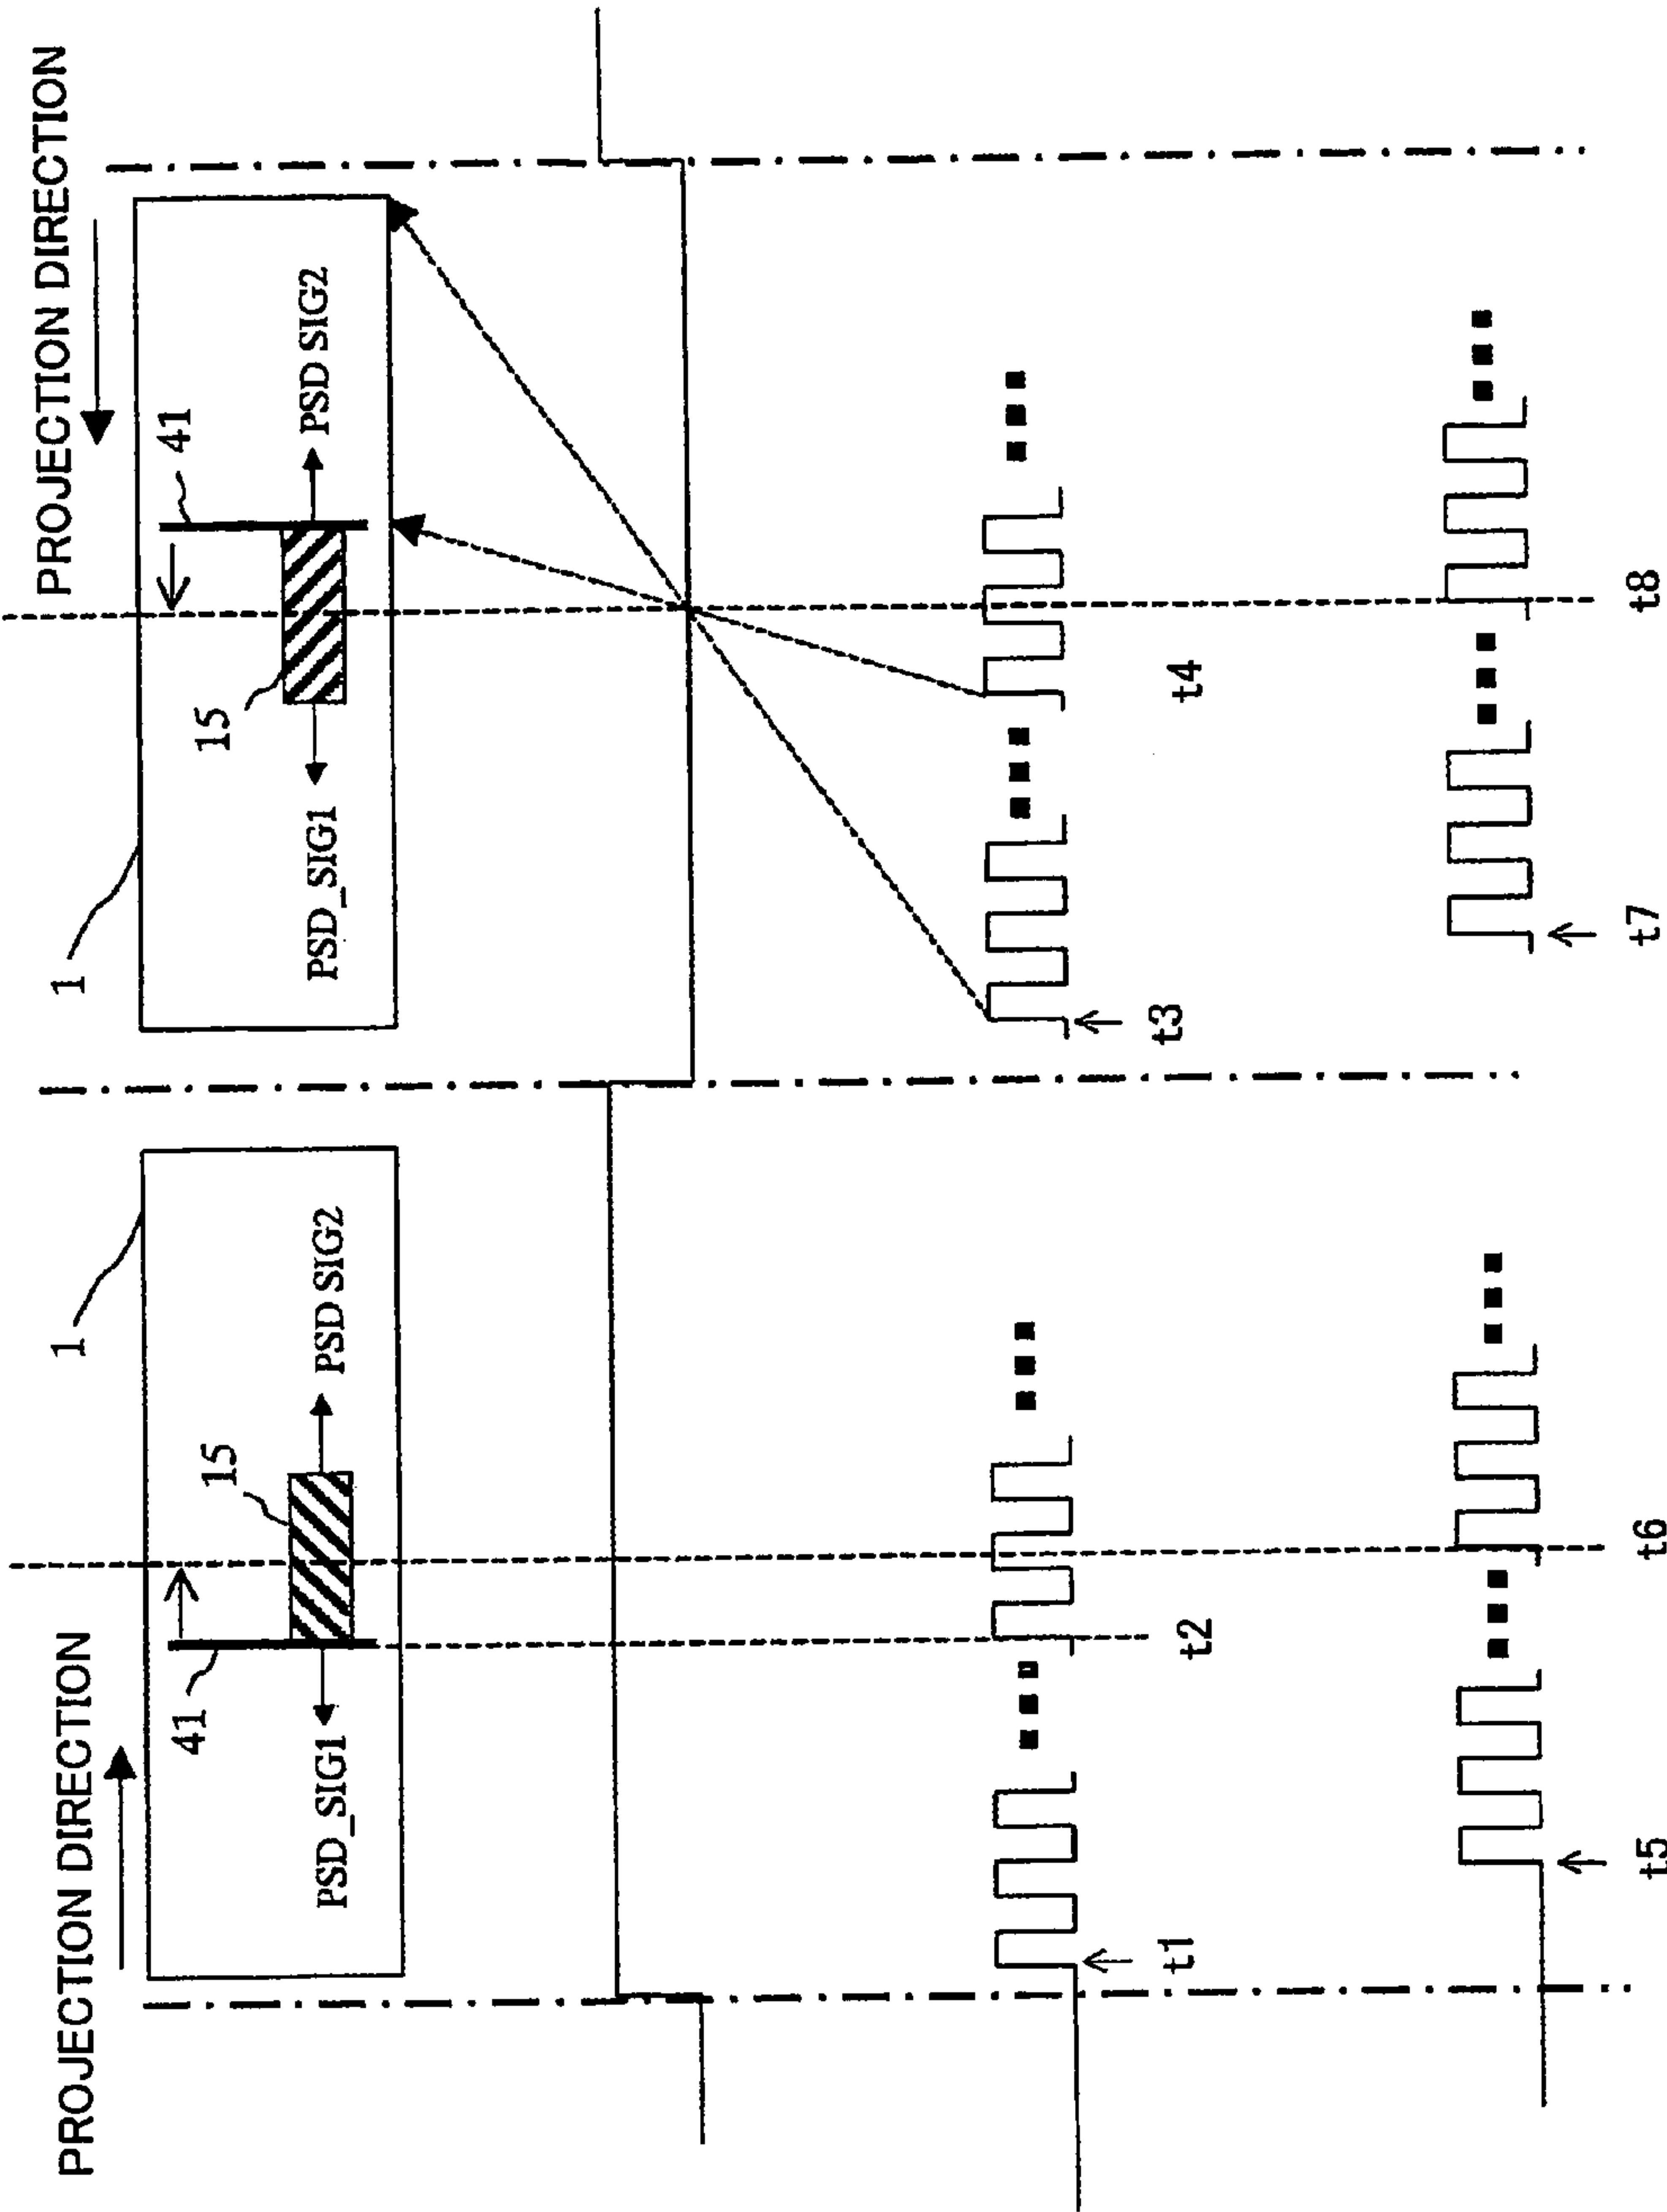 PROJECTION DIRECTION
PROJECTION DIRECTION
1
1
41
15
15
41
PSD_SIG1
PSD SIG2
PSD_SIG1
PSD SIG2
t1
t2
t3
t4
t5
t6
t7
t8